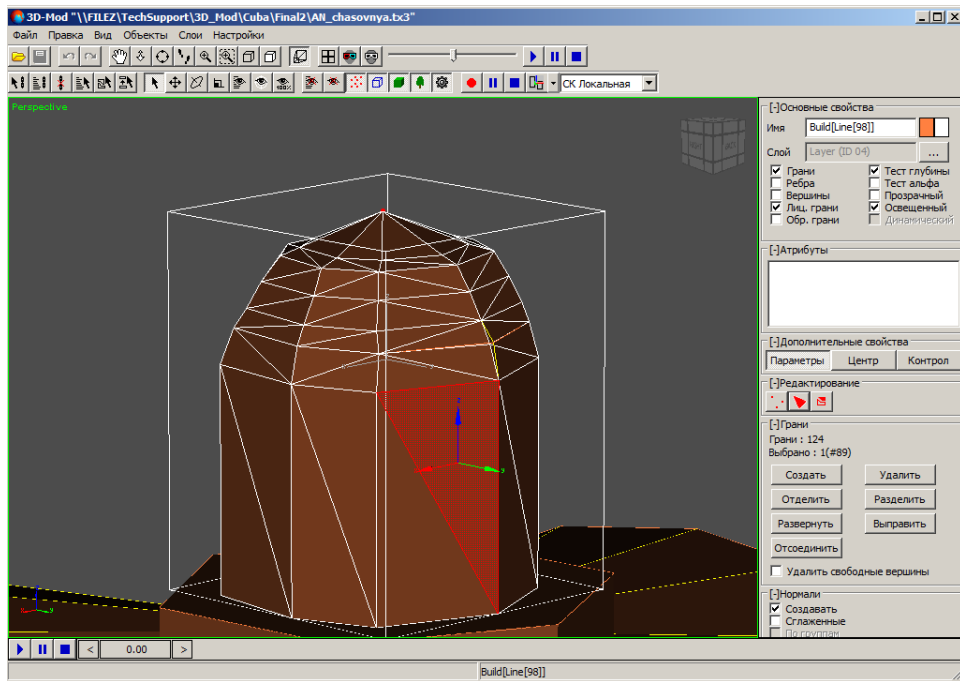 3D-Mod "\\FILEZ\TechSupport\3D_Mod\Cuba\Final2\AN_chasovnya.tx3"
Файл Правка Вид Объекты Слои Настройки
СК Локальная
Perspective
[-]Основные свойства
Имя Build[Line[98]]
Слой Layer (ID 04) ...
Грани Тест глубины
Ребра Тест альфа
Вершины Прозрачный
Лиц. грани Освещенный
Обр. грани Динамический
[-]Атрибуты
[-]Дополнительные свойства
Параметры Центр Контрол
[-]Редактирование
[-]Грани
Грани : 124
Выбрано : 1(#89)
Создать Удалить
Отделить Разделить
Развернуть Выправить
Отсоединить
Удалить свободные вершины
[-]Нормали
Создавать
Сглаженные
По группам
< 0.00 >
Build[Line[98]]